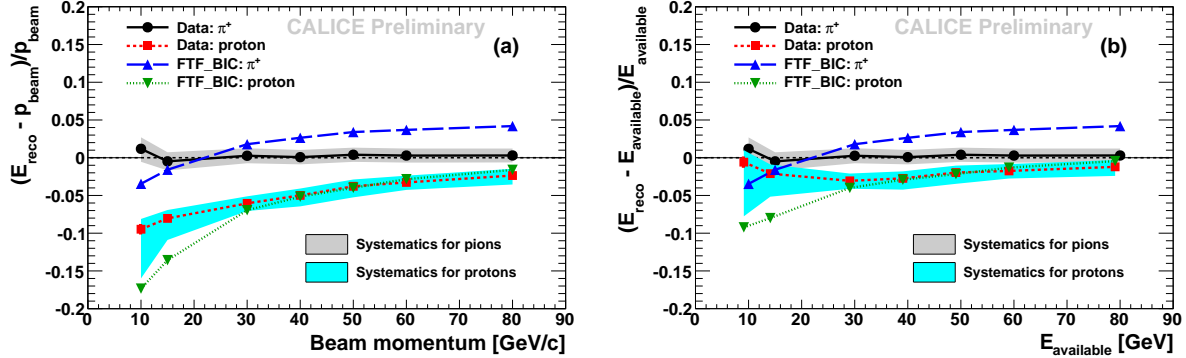 CALICE Preliminary
(a)
Data: π+
Data: proton
FTF_BIC: π+
FTF_BIC: proton
(E_reco - p_beam)/p_beam
0.2
0.15
0.1
0.05
0
-0.05
-0.1
-0.15
-0.2
Systematics for pions
Systematics for protons
0 10 20 30 40 50 60 70 80 90
Beam momentum [GeV/c]
CALICE Preliminary
(b)
Data: π+
Data: proton
FTF_BIC: π+
FTF_BIC: proton
(E_reco - E_available)/E_available
0.2
0.15
0.1
0.05
0
-0.05
-0.1
-0.15
-0.2
Systematics for pions
Systematics for protons
0 10 20 30 40 50 60 70 80 90
E_available [GeV]